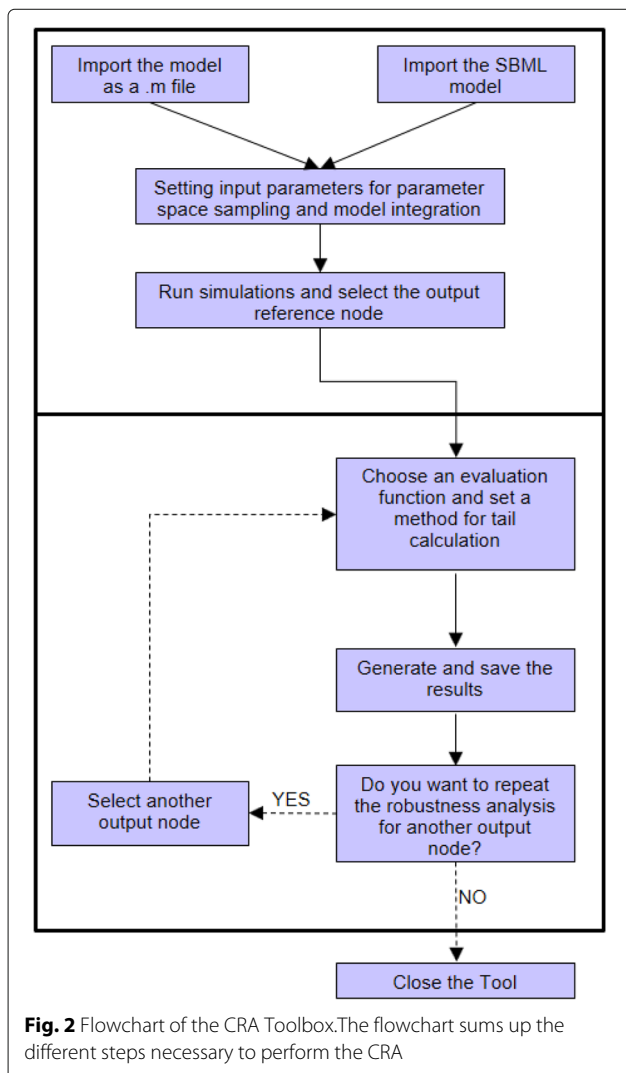 Import the model
as a .m file
Import the SBML
model
Setting input parameters for parameter
space sampling and model integration
Run simulations and select the output
reference node
Choose an evaluation
function and set a
method for tail
calculation
Generate and save the
results
Do you want to repeat
the robustness analysis
for another output
node?
YES
Select another
output node
NO
Close the Tool
Fig. 2 Flowchart of the CRA Toolbox.The flowchart sums up the
different steps necessary to perform the CRA